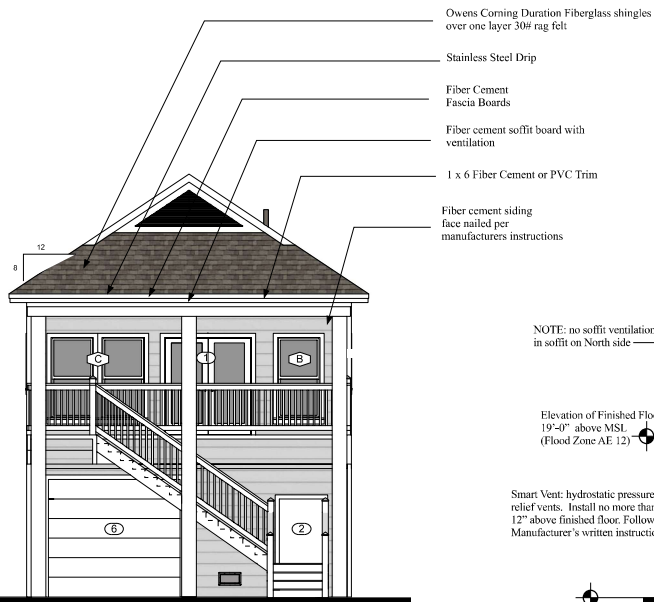 Owens Corning Duration Fiberglass shingles
over one layer 30# rag felt
Stainless Steel Drip
Fiber Cement
Fascia Boards
Fiber cement soffit board with
ventilation
1 x 6 Fiber Cement or PVC Trim
Fiber cement siding
face nailed per
manufacturers instructions
12
8
NOTE: no soffit ventilation
in soffit on North side
C
1
B
Elevation of Finished Floo
19'-0" above MSL
(Flood Zone AE 12)
Smart Vent: hydrostatic pressure
relief vents. Install no more than
12" above finished floor. Follow
Manufacturer's written instructio
6
2